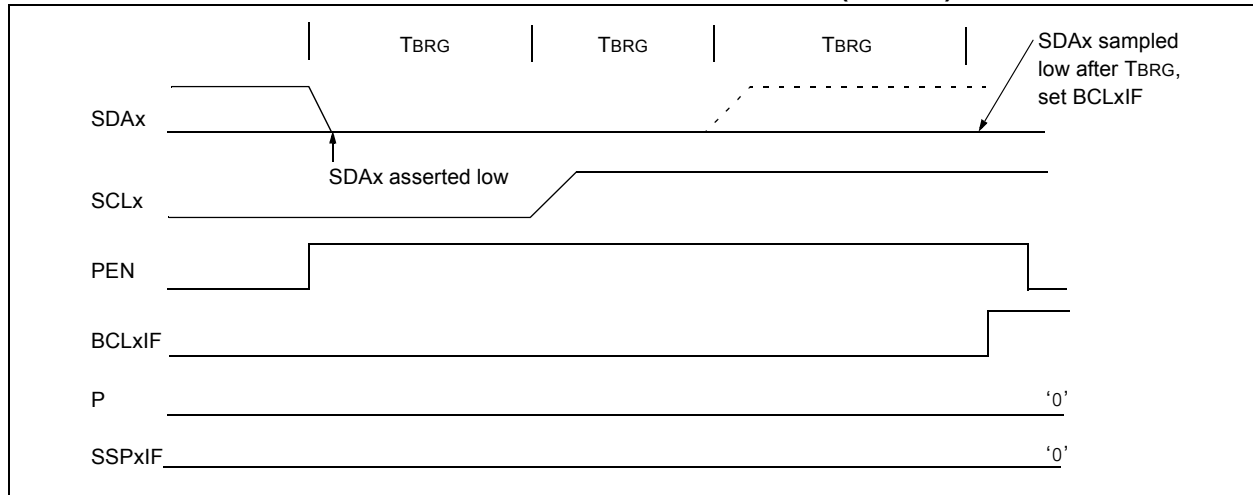 TBRG TBRG TBRG
SDAx sampled
low after TBRG,
set BCLxIF
SDAx
SDAx asserted low
SCLx
PEN
BCLxIF
P '0'
SSPxIF '0'